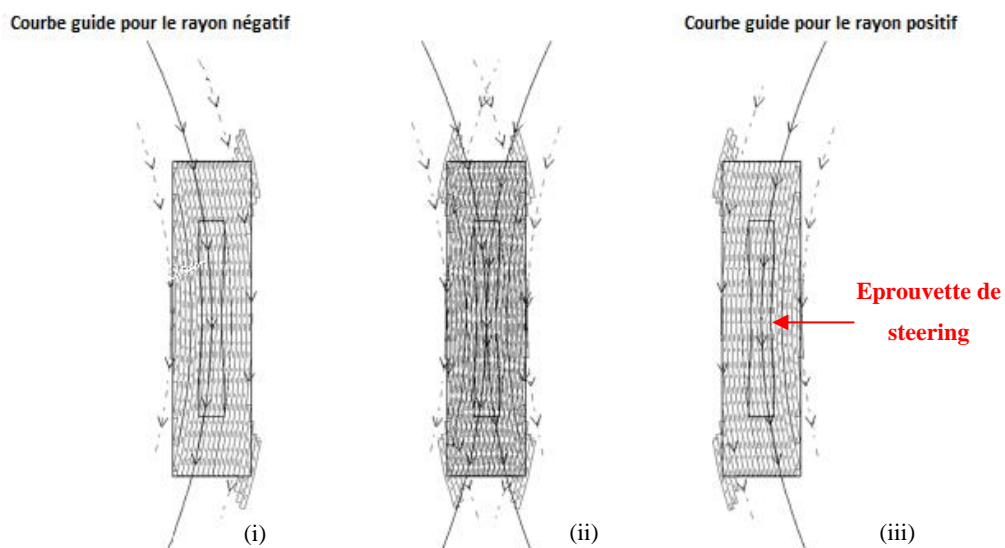 Courbe guide pour le rayon négatif
Courbe guide pour le rayon positif
Eprouvette de
steering
(i)
(ii)
(iii)